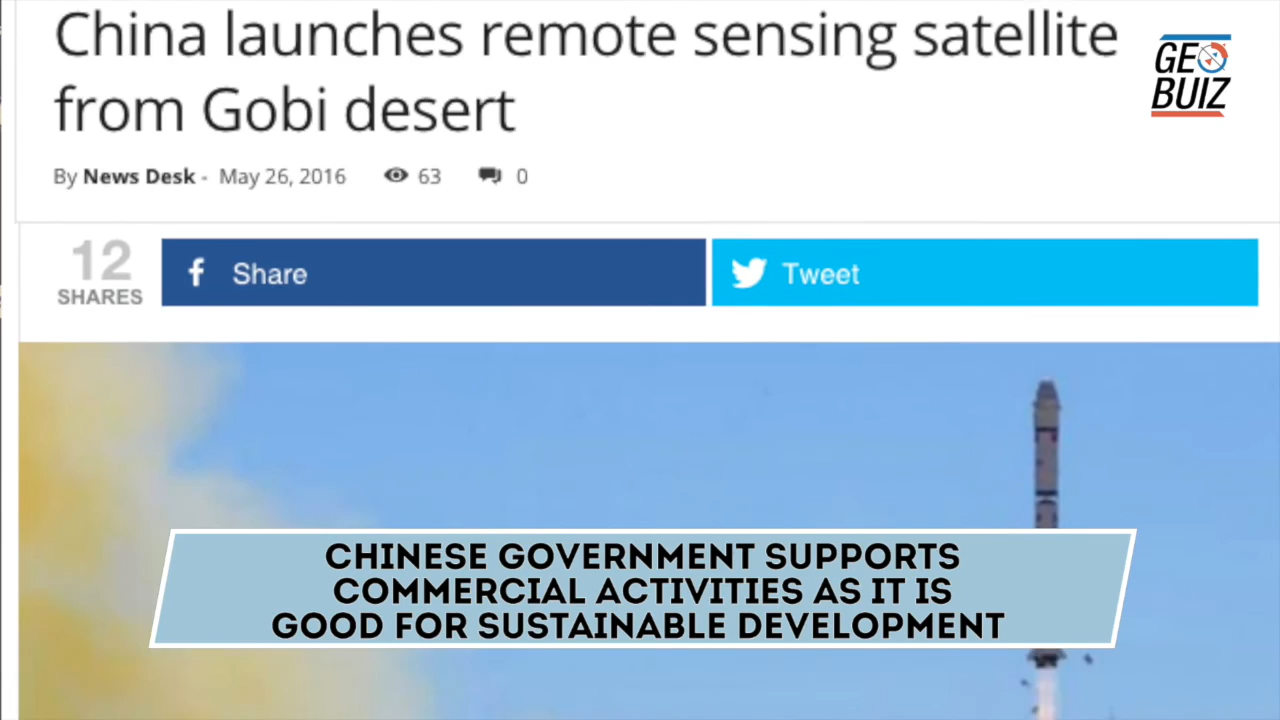 China launches remote sensing satellite
from Gobi desert
GEO
BUIZ
By News Desk - May 26, 2016 63 0
12
SHARES
Share
Tweet
CHINESE GOVERNMENT SUPPORTS
COMMERCIAL ACTIVITIES AS IT IS
GOOD FOR SUSTAINABLE DEVELOPMENT